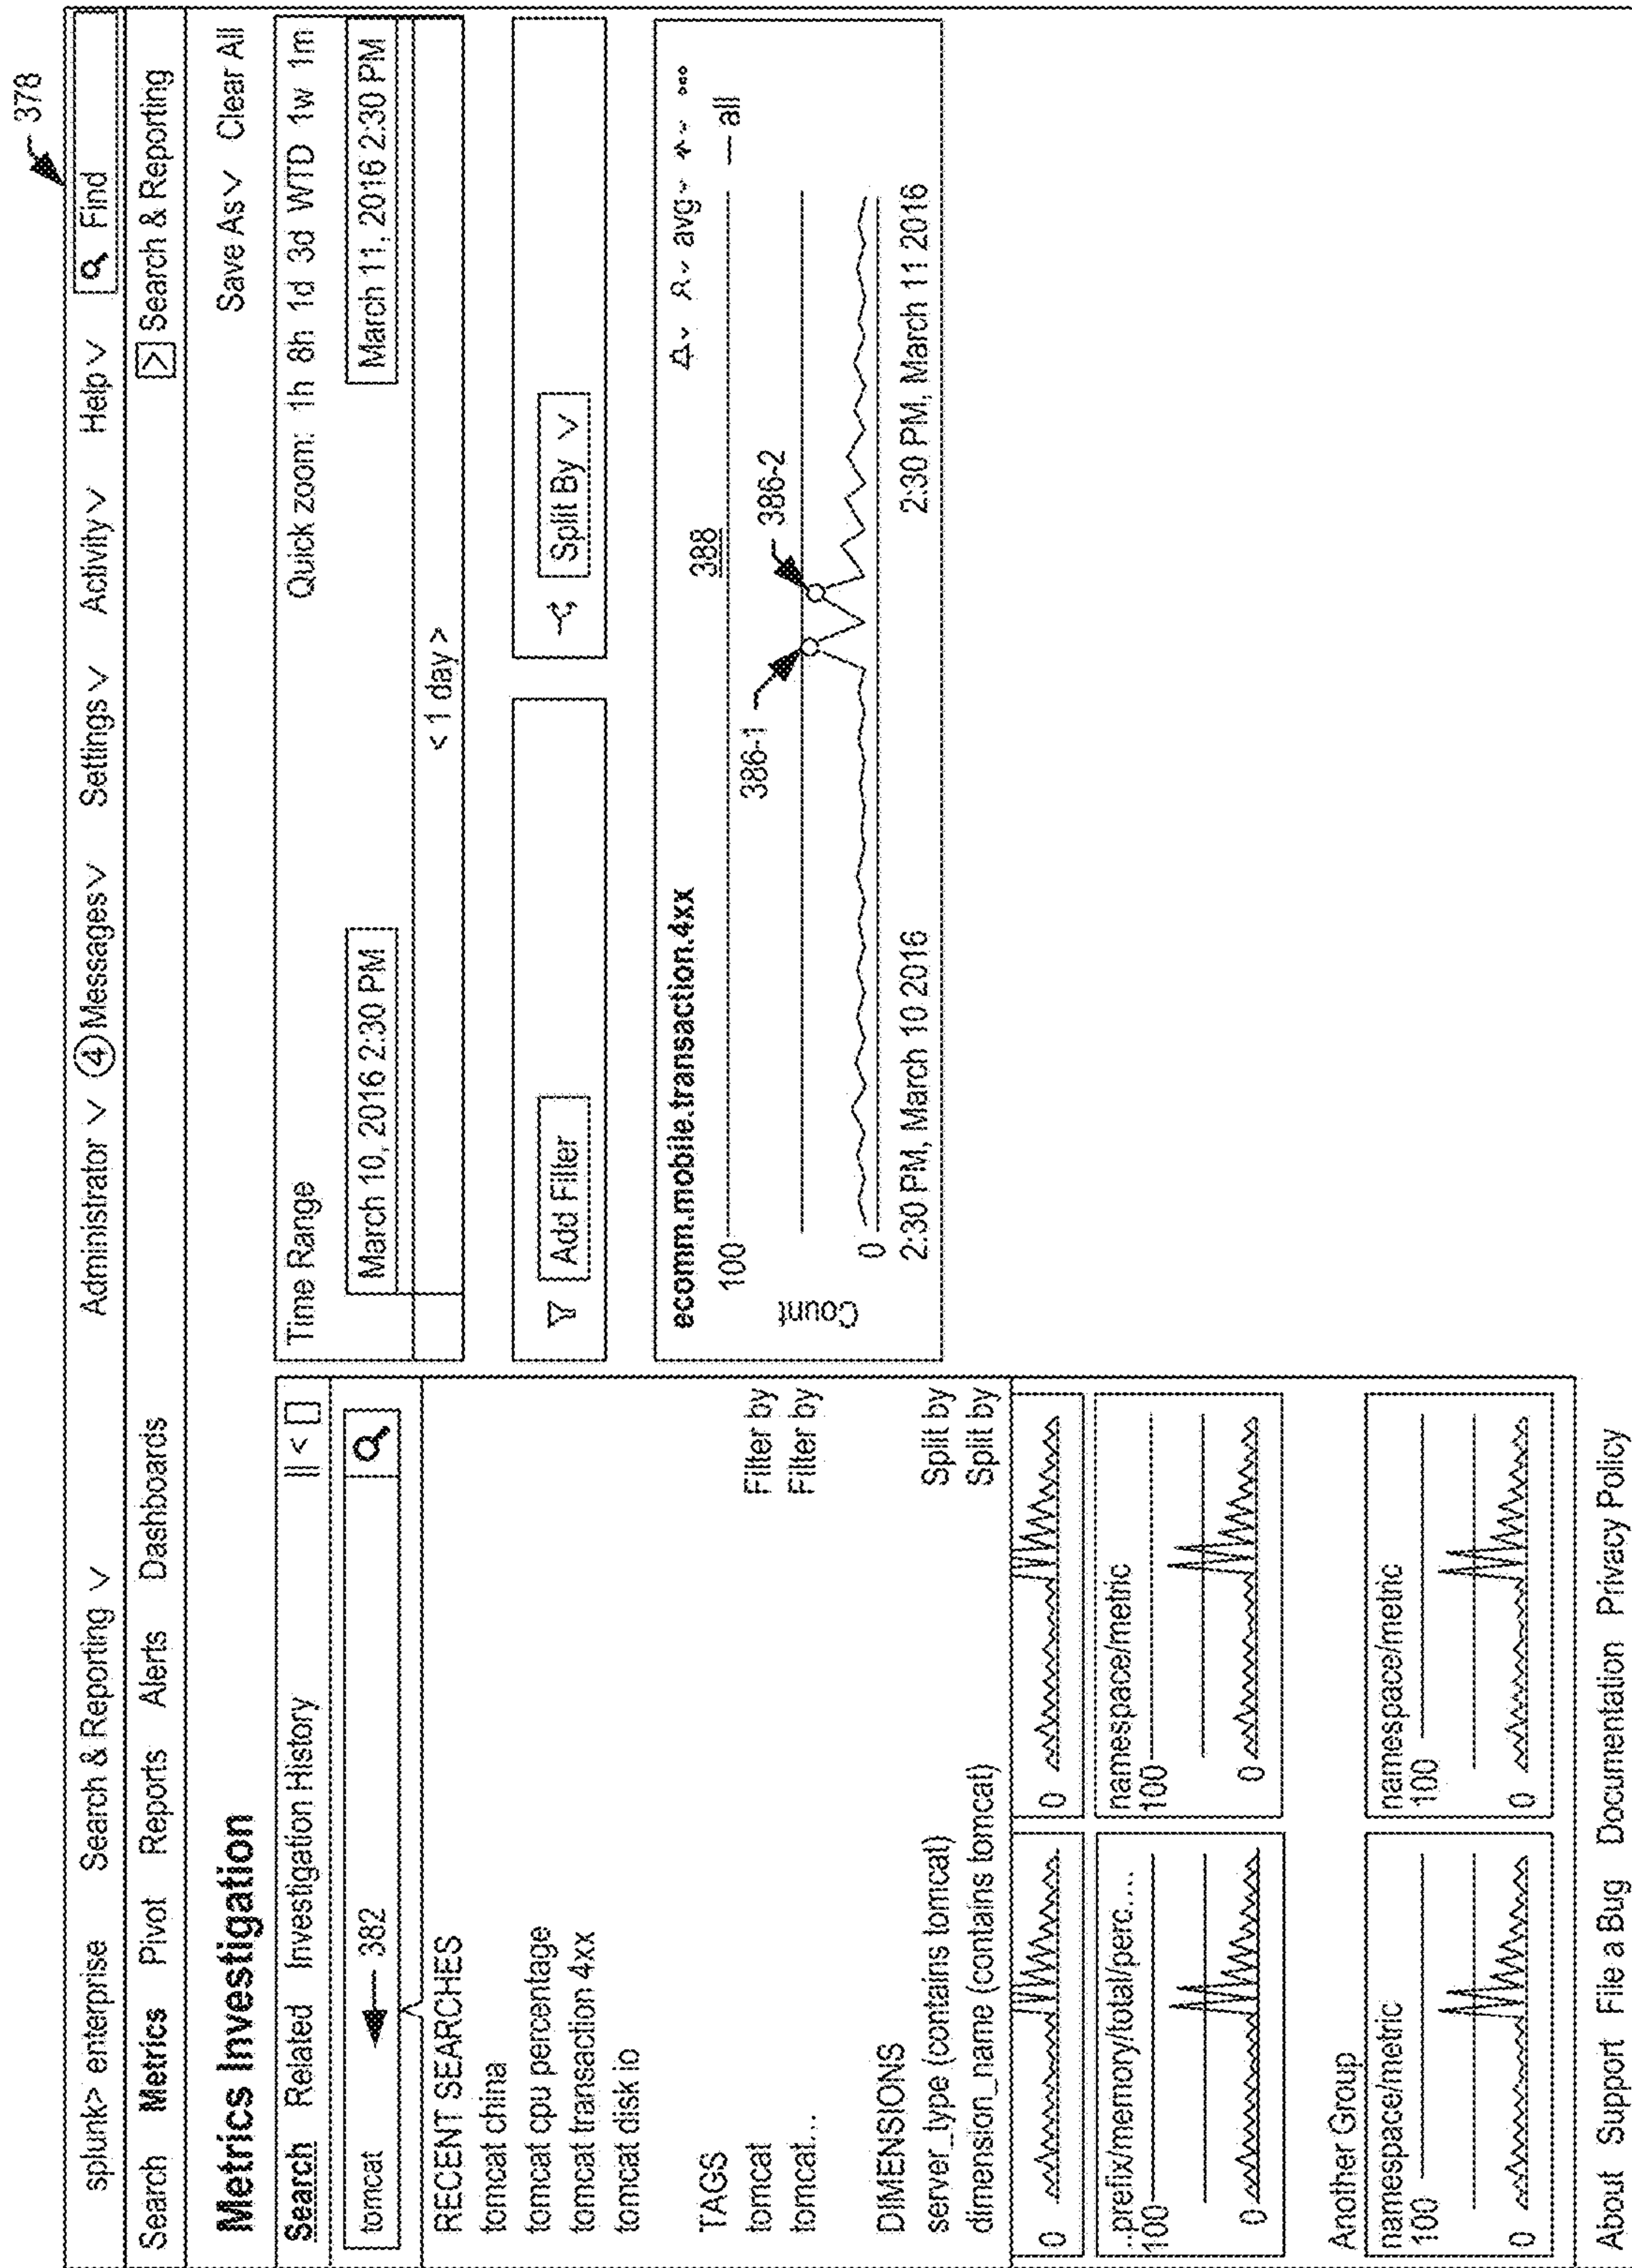 378
splunk> enterprise Search & Reporting ∨ Administrator ∨ 4 Messages ∨ Settings ∨ Activity ∨ Help ∨ Find
Search Metrics Pivot Reports Alerts Dashboards > Search & Reporting
Metrics Investigation Save As ∨ Clear All
Search Related Investigation History || <
tomcat 382
RECENT SEARCHES
tomcat china
tomcat cpu percentage
tomcat transaction 4xx
tomcat disk io
TAGS
tomcat Filter by
tomcat... Filter by
DIMENSIONS
server_type (contains tomcat) Split by
dimension_name (contains tomcat) Split by
0 0
..prefix/memory/total/perc.... namespace/metric
100 100
0 0
Another Group
namespace/metric namespace/metric
100 100
0 0
Time Range Quick zoom: 1h 8h 1d 3d WTD 1w 1m
March 10, 2016 2:30 PM March 11, 2016 2:30 PM
< 1 day >
Add Filter Split By ∨
ecomm.mobile.transaction.4xx avg ...
388
100 all
386-1 386-2
Count
0
2:30 PM, March 10 2016 2:30 PM, March 11 2016
About Support File a Bug Documentation Privacy Policy